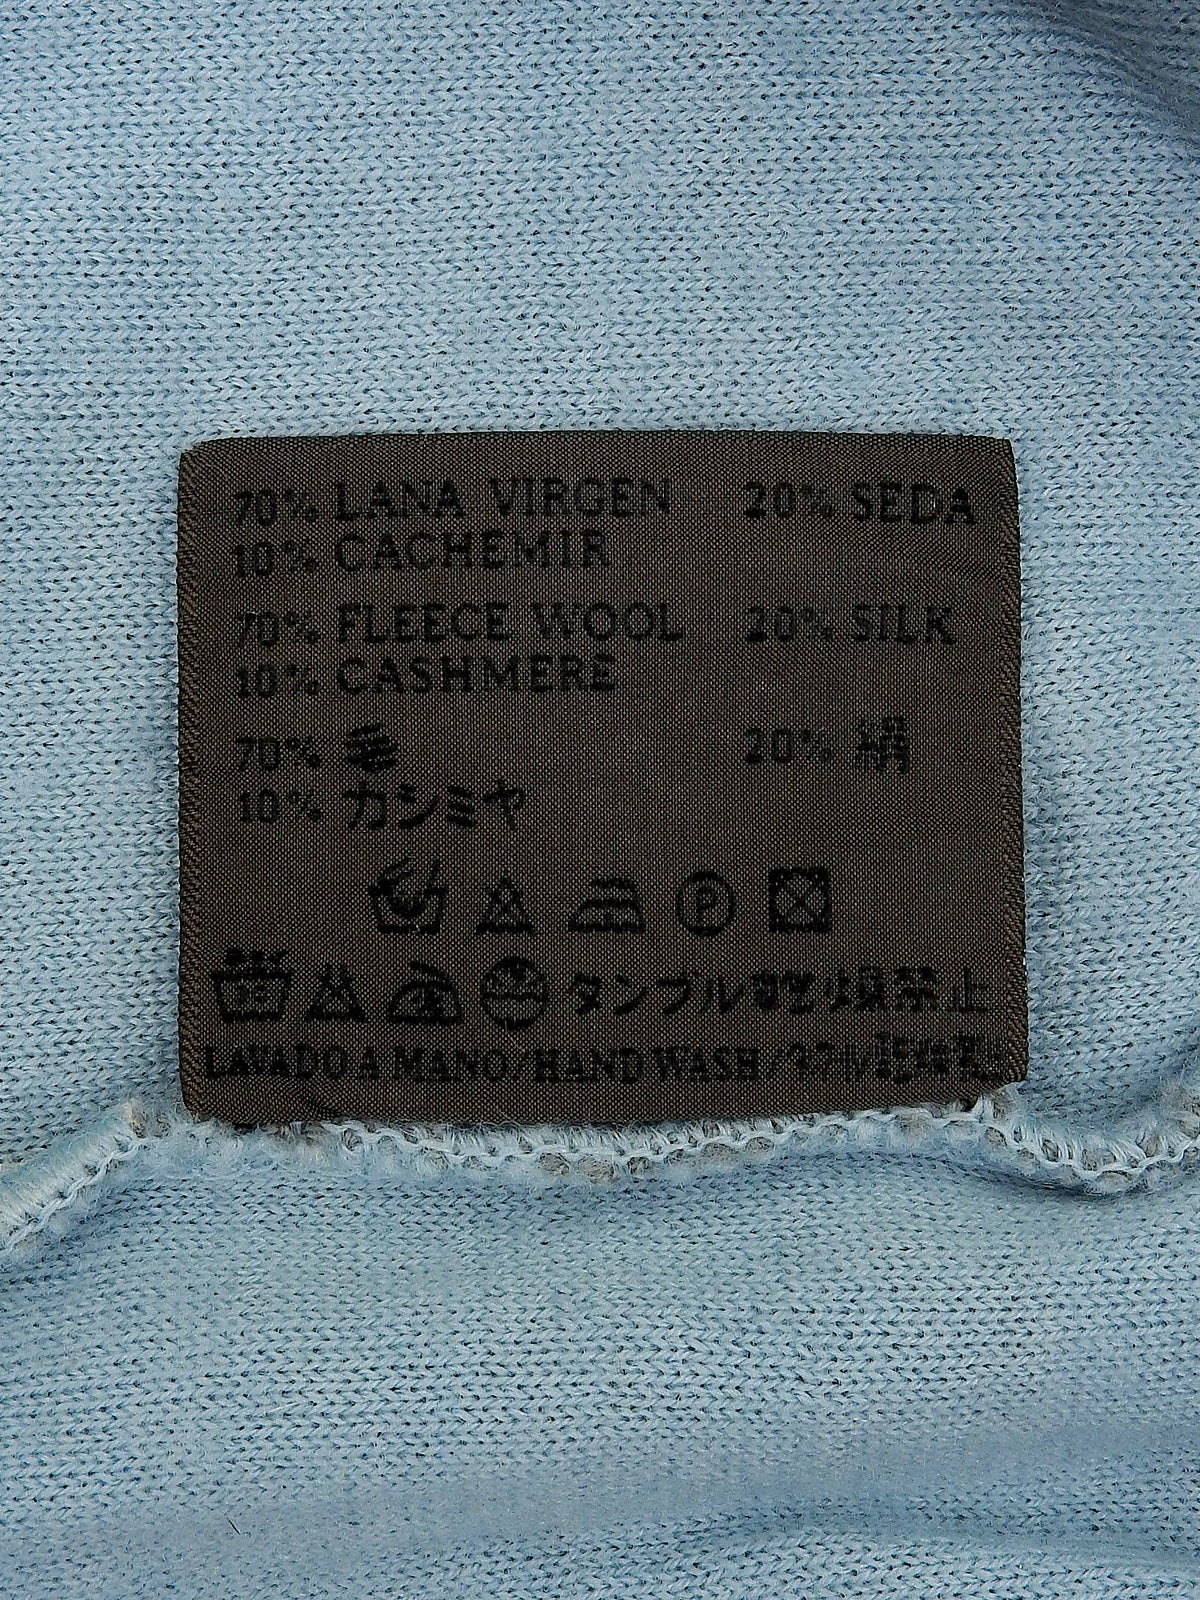 70% LANA VIRGEN 20% SEDA
10% CACHEMIR
70% FLEECE WOOL 20% SILK
10% CASHMERE
70% 毛 20% 絹
10% カシミヤ
P
タンブル乾燥禁止
LAVADO A MANO/HAND WASH/